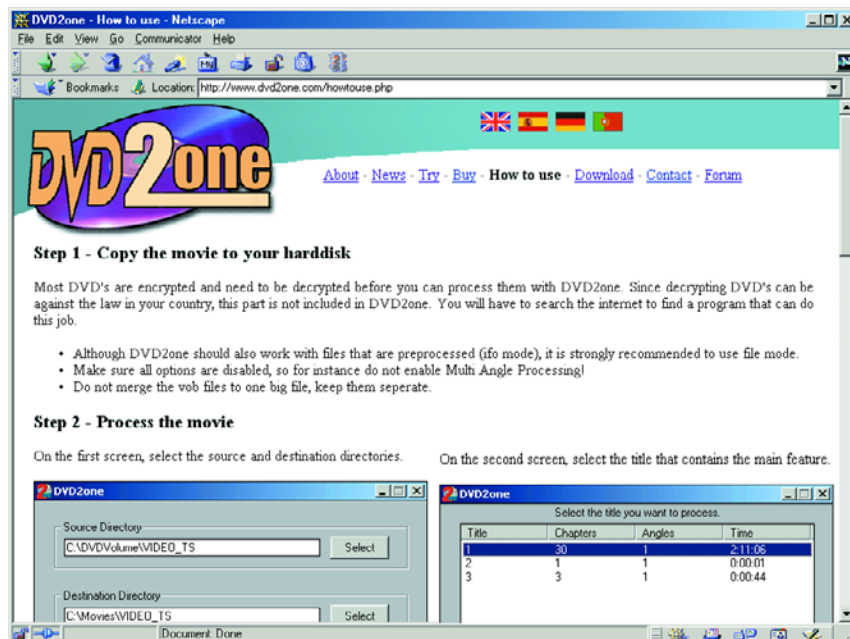 DVD2one - How to use - Netscape
File Edit View Go Communicator Help
Bookmarks Location: http://www.dvd2one.com/howtouse.php
DVD2one
About - News - Try - Buy - How to use - Download - Contact - Forum
Step 1 - Copy the movie to your harddisk
Most DVD's are encrypted and need to be decrypted before you can process them with DVD2one. Since decrypting DVD's can be
against the law in your country, this part is not included in DVD2one. You will have to search the internet to find a program that can do
this job.
• Although DVD2one should also work with files that are preprocessed (ifo mode), it is strongly recommended to use file mode.
• Make sure all options are disabled, so for instance do not enable Multi Angle Processing!
• Do not merge the vob files to one big file, keep them seperate.
Step 2 - Process the movie
On the first screen, select the source and destination directories.
DVD2one
Source Directory
C:\DVDVolume\VIDEO_TS Select
Destination Directory
C:\Movies\VIDEO_TS Select
On the second screen, select the title that contains the main feature.
DVD2one
Select the title you want to process.
Title Chapters Angles Time
1 30 1 2:11:06
2 1 1 0:00:01
3 3 1 0:00:44
Document: Done